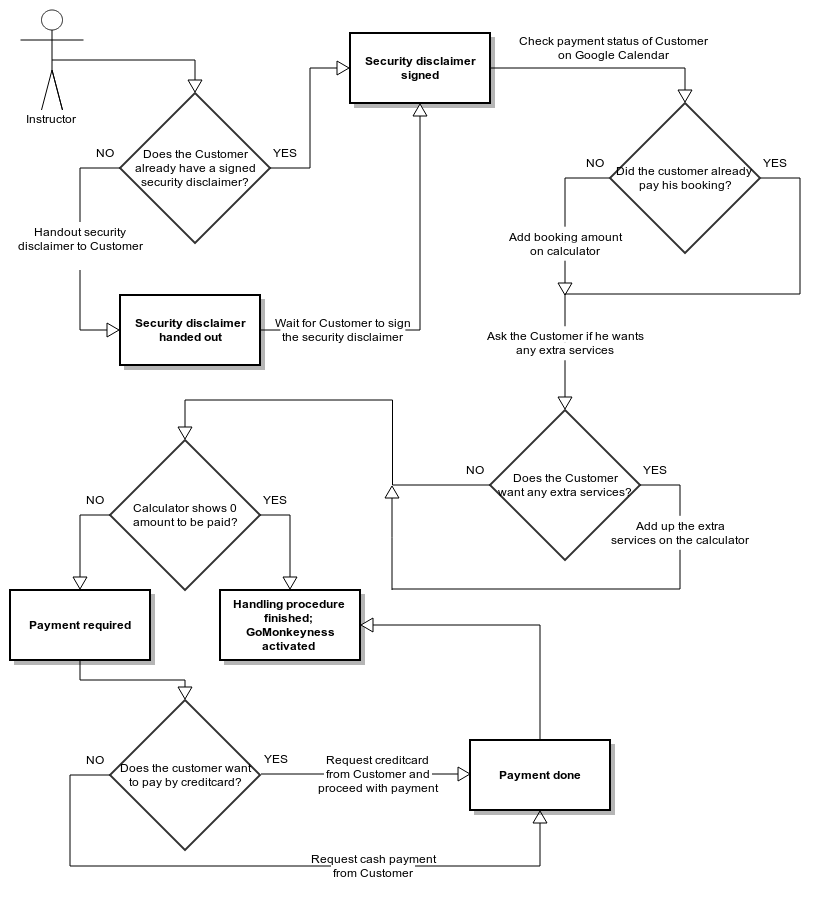 Instructor
Does the Customer
already have a signed
security disclaimer?
NO
YES
Handout security
disclaimer to Customer
Security disclaimer
handed out
Wait for Customer to sign
the security disclaimer
Security disclaimer
signed
Check payment status of Customer
on Google Calendar
Did the customer already
pay his booking?
NO
YES
Add booking amount
on calculator
Ask the Customer if he wants
any extra services
Does the Customer
want any extra services?
NO
YES
Add up the extra
services on the calculator
Calculator shows 0
amount to be paid?
NO
YES
Payment required
Handling procedure
finished;
GoMonkeyness
activated
Does the customer want
to pay by creditcard?
NO
YES
Request creditcard
from Customer and
proceed with payment
Payment done
Request cash payment
from Customer